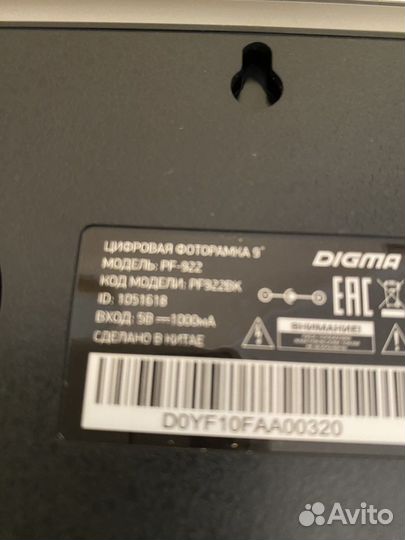 ЦИФРОВАЯ ФОТОРАМКА 9"
МОДЕЛЬ: PF-922
КОД МОДЕЛИ: PF922BK
ID: 1051618
ВХОД: 5В 1000мА
СДЕЛАНО В КИТАЕ
DIGMA
EAC
ВНИМАНИЕ!
D0YF10FAA00320
Avito